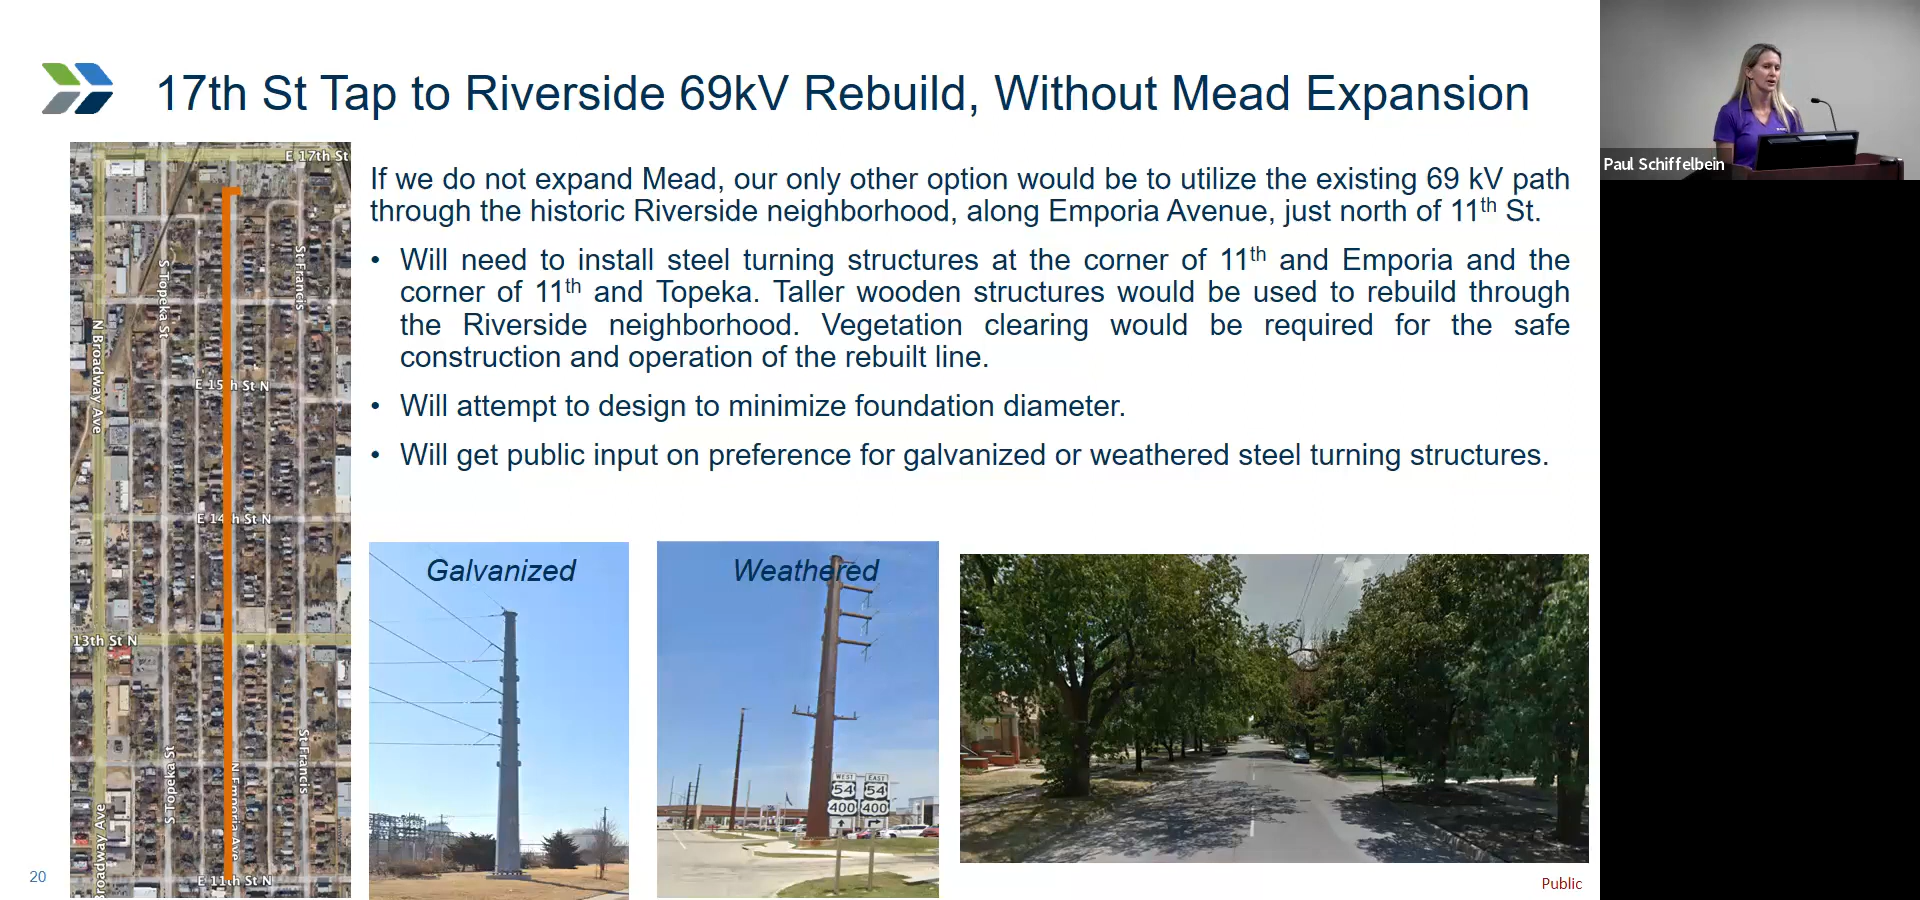 17th St Tap to Riverside 69kV Rebuild, Without Mead Expansion
Paul Schiffelbein
If we do not expand Mead, our only other option would be to utilize the existing 69 kV path
through the historic Riverside neighborhood, along Emporia Avenue, just north of 11th St.
• Will need to install steel turning structures at the corner of 11th and Emporia and the
corner of 11th and Topeka. Taller wooden structures would be used to rebuild through
the Riverside neighborhood. Vegetation clearing would be required for the safe
construction and operation of the rebuilt line.
• Will attempt to design to minimize foundation diameter.
• Will get public input on preference for galvanized or weathered steel turning structures.
E 17th St
S Topeka St
St Francis
N Broadway Ave
E 15th St N
E 14th St N
13th St N
S Topeka St
N Emporia Ave
St Francis
Broadway Ave
E 11th St N
Galvanized
Weathered
WEST
EAST
54
54
400
400
20
Public